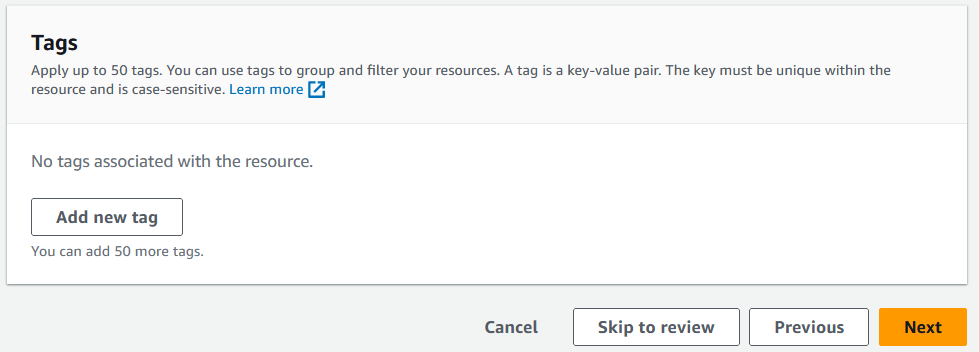 Tags
Apply up to 50 tags. You can use tags to group and filter your resources. A tag is a key-value pair. The key must be unique within the
resource and is case-sensitive. Learn more
No tags associated with the resource.
Add new tag
You can add 50 more tags.
Cancel Skip to review Previous Next